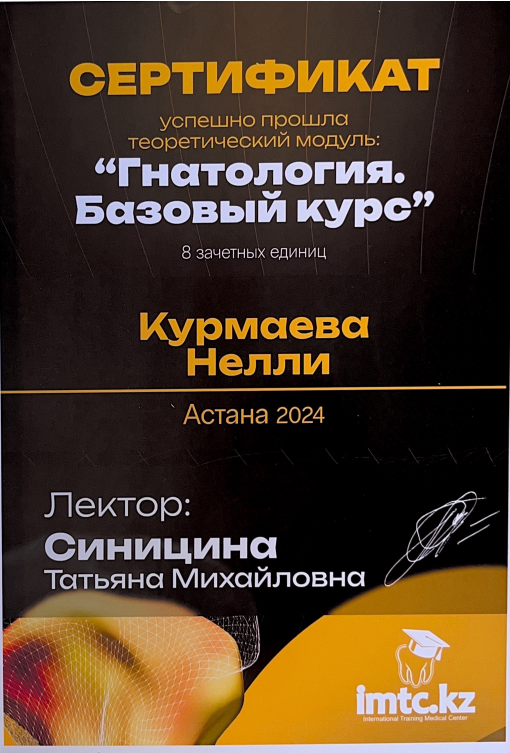 СЕРТИФИКАТ
успешно прошла
теоретический модуль:
“Гнатология.
Базовый курс”
8 зачетных единиц
Курмаева
Нелли
Астана 2024
Лектор:
Синицина
Татьяна Михайловна
imtc.kz
International Training Medical Center